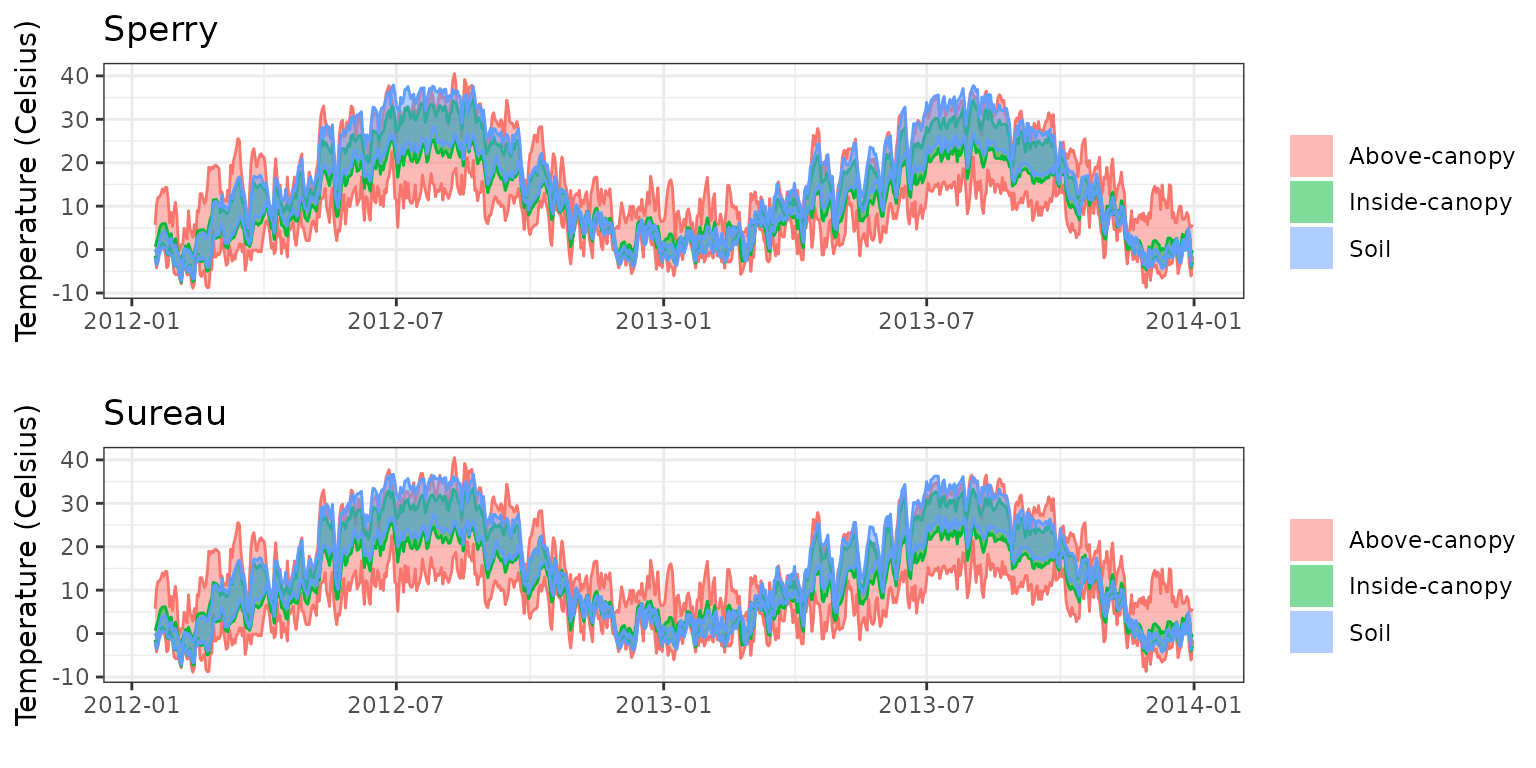 Sperry
Temperature (Celsius)
40
30
20
10
0
-10
2012-01 2012-07 2013-01 2013-07 2014-01
Above-canopy
Inside-canopy
Soil
Sureau
Temperature (Celsius)
40
30
20
10
0
-10
2012-01 2012-07 2013-01 2013-07 2014-01
Above-canopy
Inside-canopy
Soil